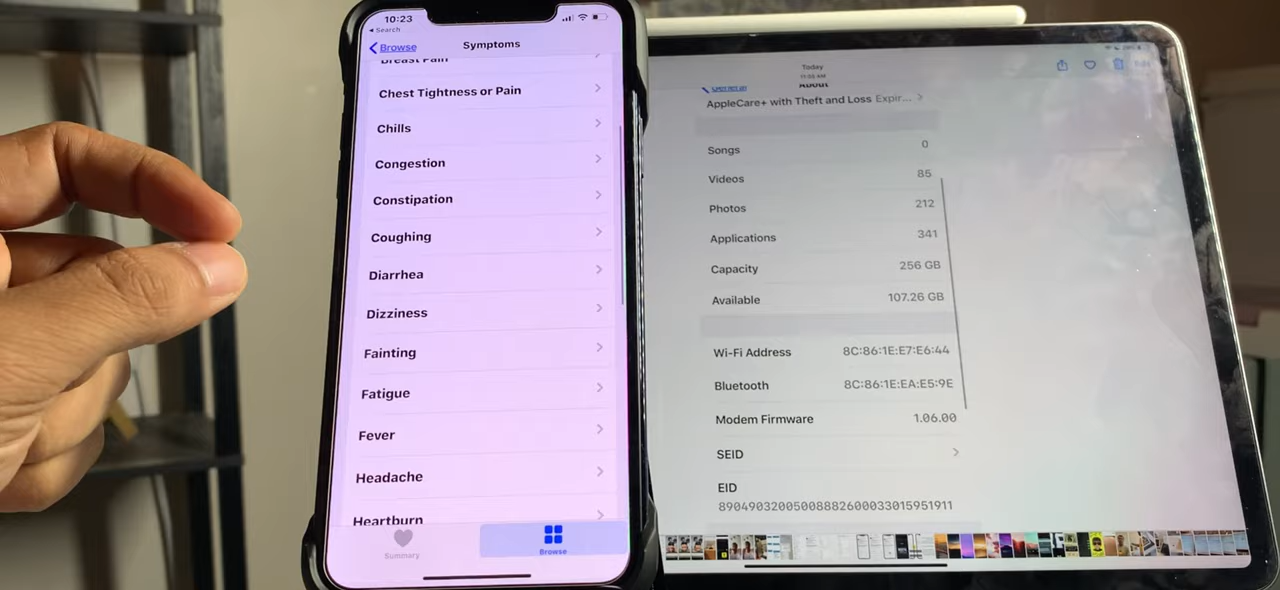 10:23
Search
Browse
Symptoms
Breast Pain
Chest Tightness or Pain
Chills
Congestion
Constipation
Coughing
Diarrhea
Dizziness
Fainting
Fatigue
Fever
Headache
Heartburn
Summary
Browse
Today
11:02 AM
Edit
About
AppleCare+ with Theft and Loss Expir...
Songs 0
Videos 85
Photos 212
Applications 341
Capacity 256 GB
Available 107.26 GB
Wi-Fi Address 8C:86:1E:E7:E6:44
Bluetooth 8C:86:1E:EA:E5:9E
Modem Firmware 1.06.00
SEID
EID
89049032005008882600033015951911